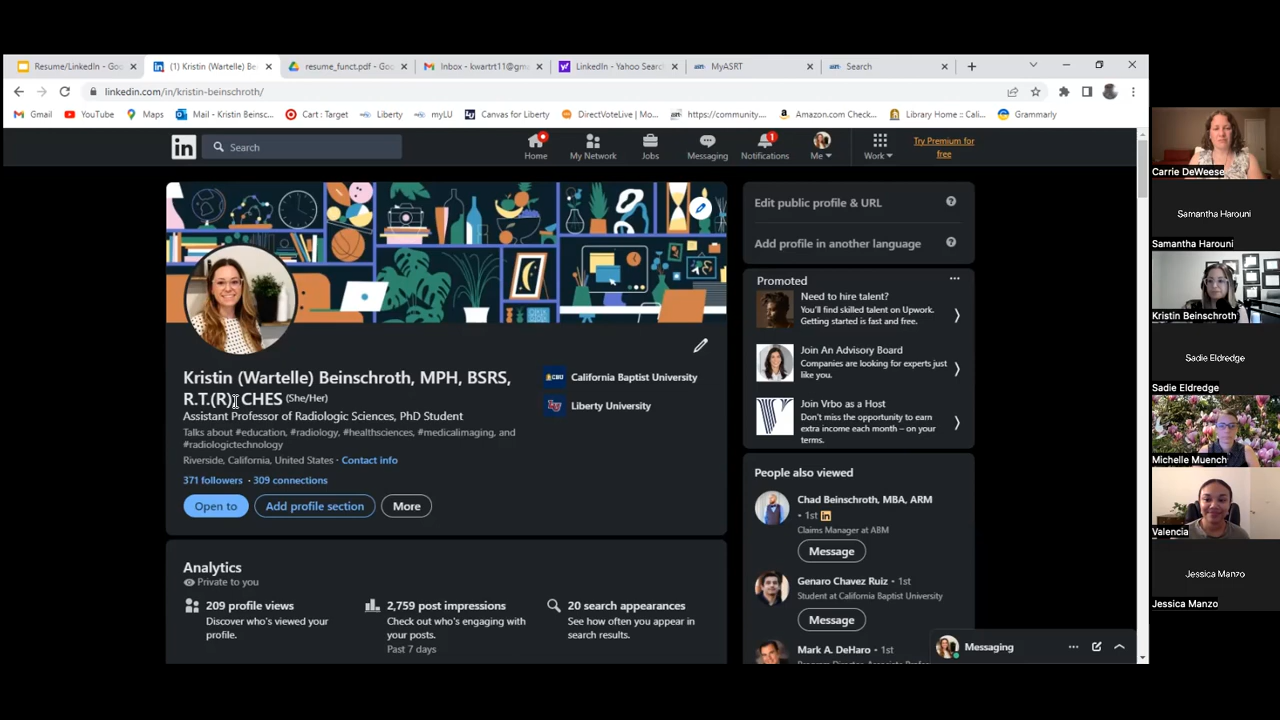 Resume/LinkedIn - Goo
(1) Kristin (Wartelle) Be
resume_funct.pdf - Goo
Inbox - kwartrt11@gm
LinkedIn - Yahoo Searc
MyASRT
Search
linkedin.com/in/kristin-beinschroth/
Gmail
YouTube
Maps
Mail - Kristin Beinsc...
Cart : Target
Liberty
myLU
Canvas for Liberty
DirectVoteLive | Mo...
https://community....
Amazon.com Check...
Library Home :: Cali...
Grammarly
in
Search
Home
My Network
Jobs
Messaging
1
Notifications
Me
Work
Try Premium for
free
Kristin (Wartelle) Beinschroth, MPH, BSRS,
R.T.(R), CHES (She/Her)
Assistant Professor of Radiologic Sciences, PhD Student
Talks about #education, #radiology, #healthsciences, #medicalimaging, and
#radiologictechnology
Riverside, California, United States · Contact info
371 followers · 309 connections
Open to
Add profile section
More
CBU
California Baptist University
Liberty University
Analytics
Private to you
209 profile views
Discover who's viewed your
profile.
2,759 post impressions
Check out who's engaging with
your posts.
Past 7 days
20 search appearances
See how often you appear in
search results.
Edit public profile & URL
Add profile in another language
Promoted
Need to hire talent?
You'll find skilled talent on Upwork.
Getting started is fast and free.
Join An Advisory Board
Companies are looking for experts just
like you.
Join Vrbo as a Host
Don't miss the opportunity to earn
extra income each month – on your
terms.
People also viewed
Chad Beinschroth, MBA, ARM
· 1st in
Claims Manager at ABM
Message
Genaro Chavez Ruiz · 1st
Student at California Baptist University
Message
Mark A. DeHaro · 1st
Messaging
Carrie DeWeese
Samantha Harouni
Samantha Harouni
Kristin Beinschroth
Sadie Eldredge
Sadie Eldredge
Michelle Muench
Valencia
Jessica Manzo
Jessica Manzo